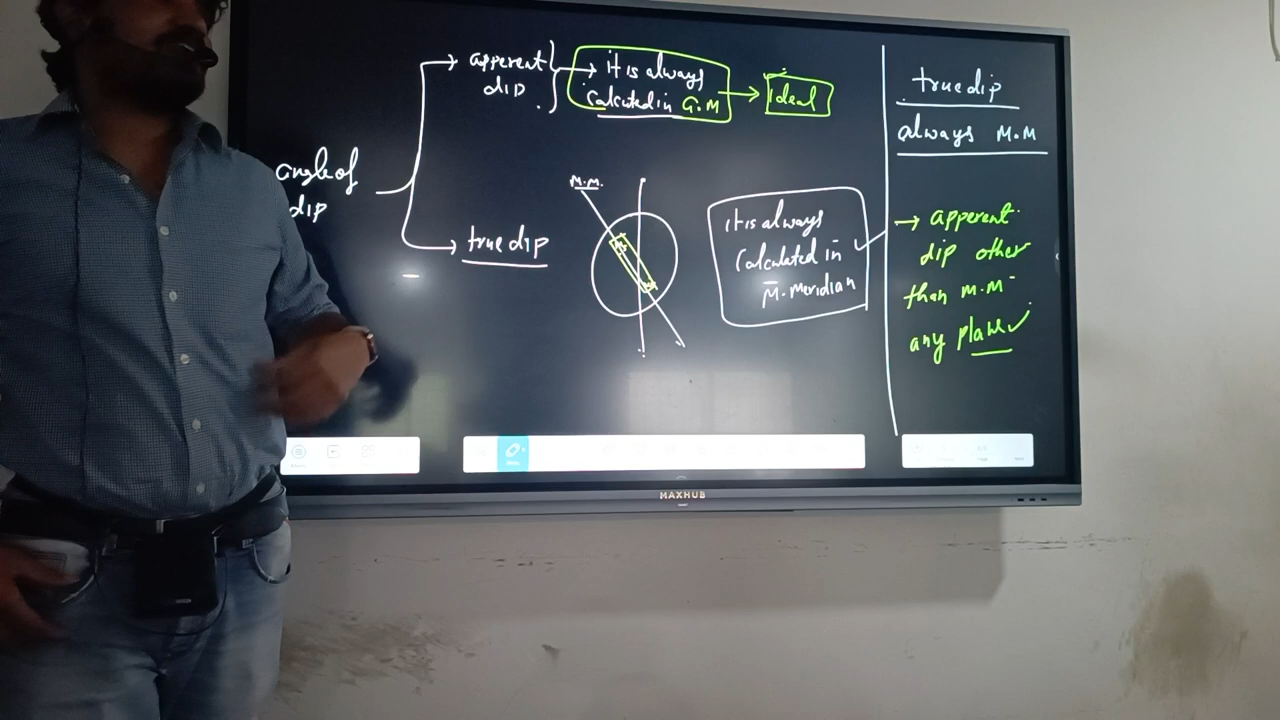 apperent
dip
it is always
calculated in G.M
ideal
angle of
dip
true dip
M.M.
it is always
calculated in
M. Meridian
true dip
always M.M
apperent
dip other
than M.M
any plane
MAXHUB